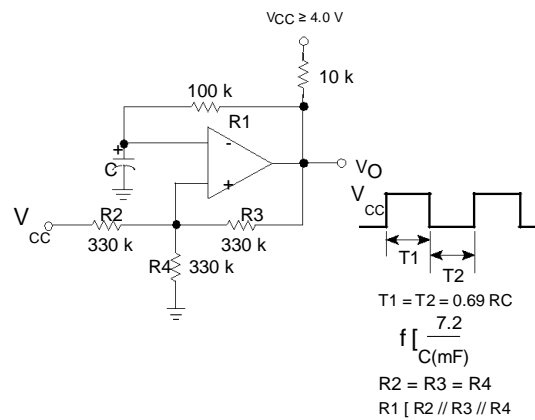 VCC ≥ 4.0 V
10 k
100 k
R1
-
+
+
C
VO
VCC
R2
330 k
R3
330 k
R4
330 k
VCC
T1
T2
T1 = T2 = 0.69 RC
f [ 7.2
C(mF)
R2 = R3 = R4
R1 [ R2 // R3 // R4